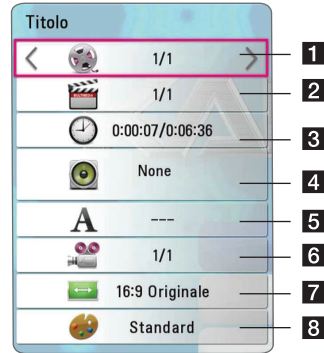 Titolo
1/1 1
1/1 2
0:00:07/0:06:36 3
None 4
A --- 5
1/1 6
16:9 Originale 7
Standard 8